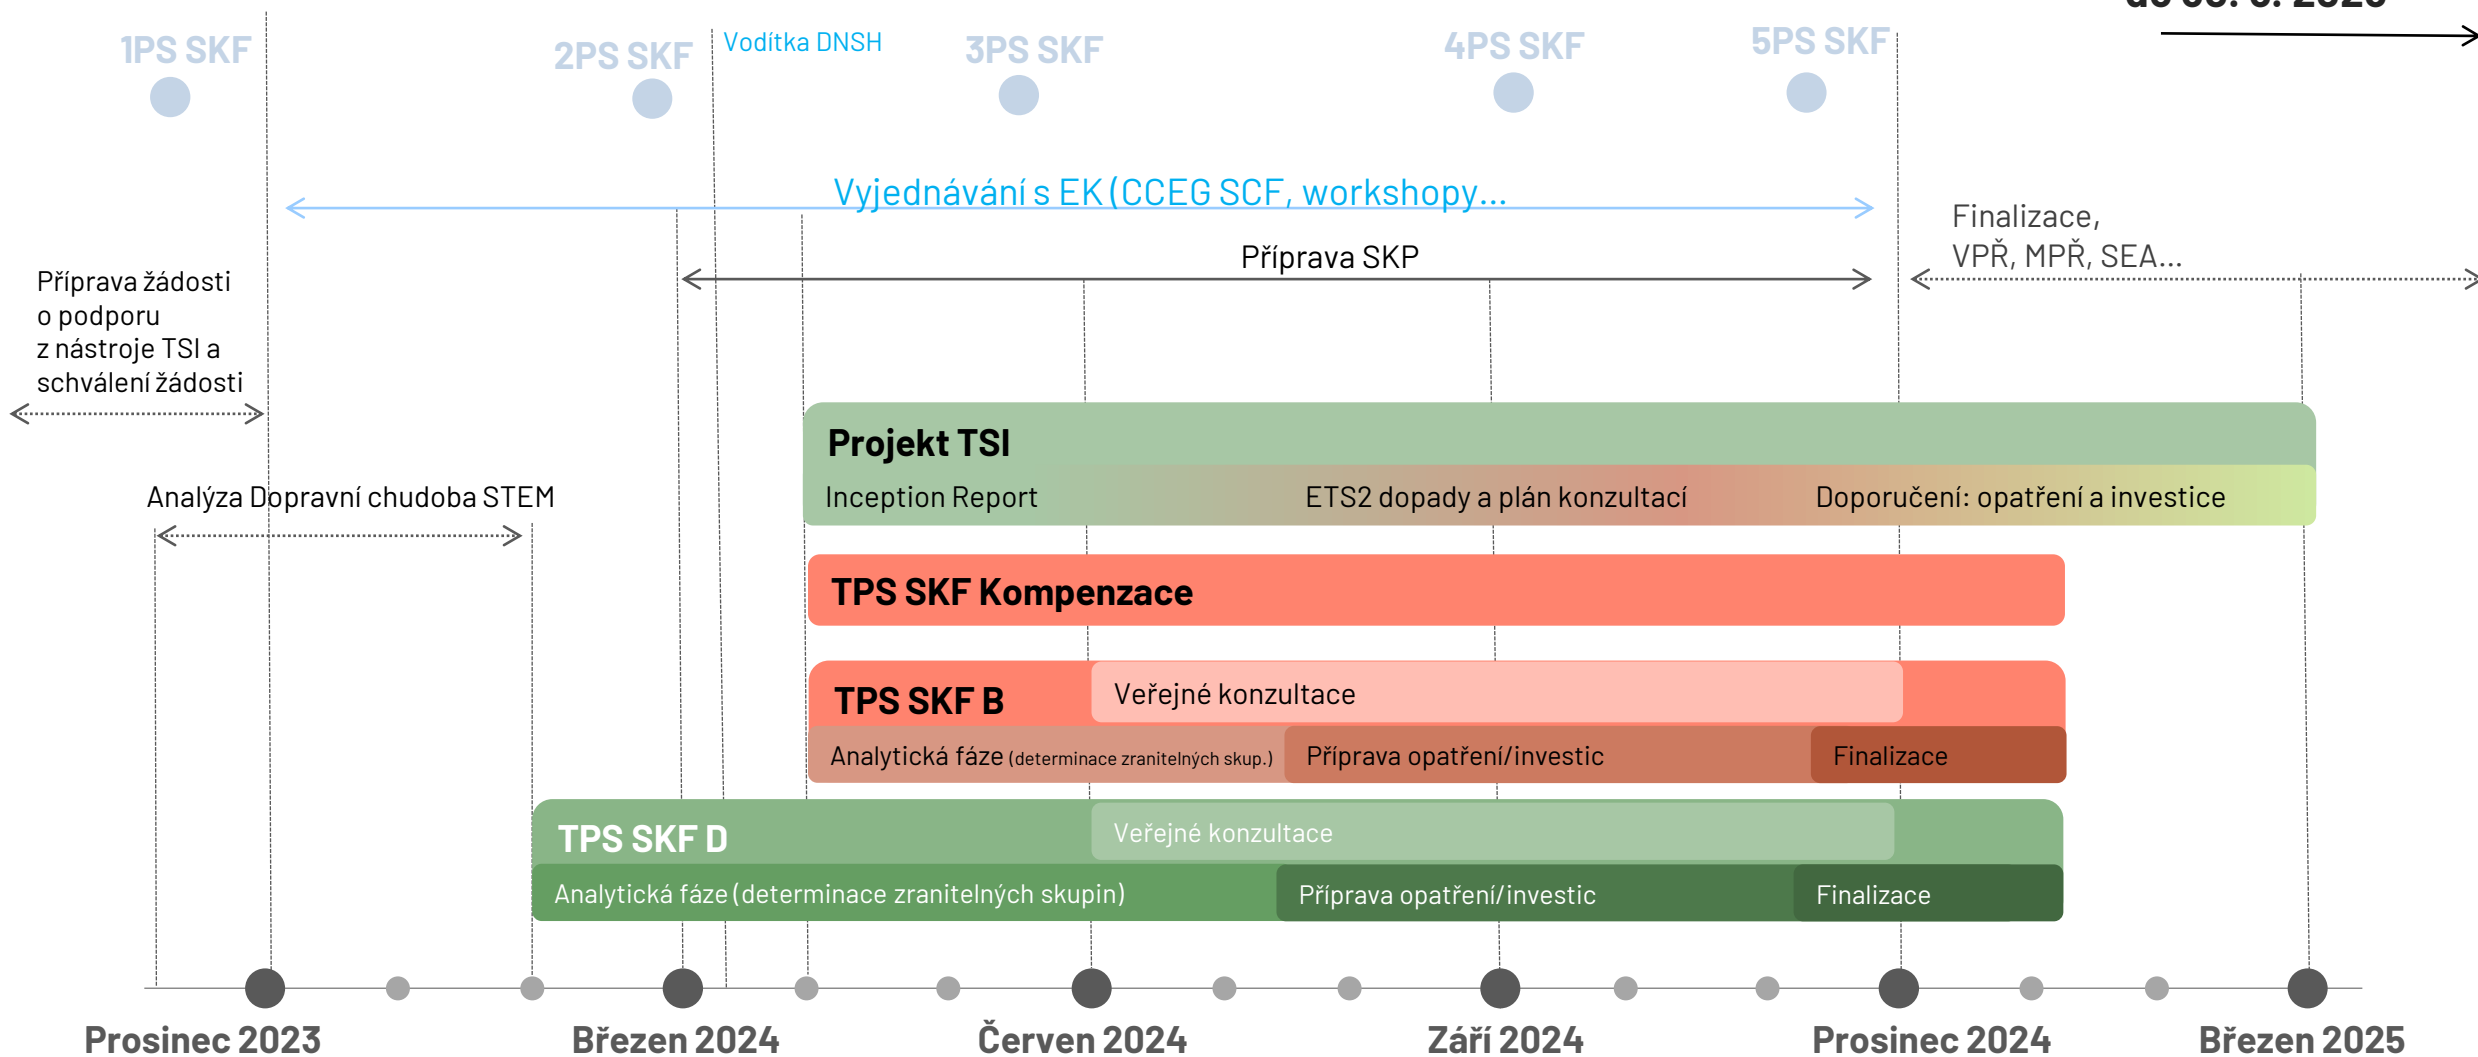 1PS SKF
2PS SKF
Vodítka DNSH
3PS SKF
4PS SKF
5PS SKF
Vyjednávání s EK (CCEG SCF, workshopy...
Příprava SKP
Finalizace,
VPŘ, MPŘ, SEA...
Příprava žádosti
o podporu
z nástroje TSI a
schválení žádosti
Analýza Dopravní chudoba STEM
Projekt TSI
Inception Report
ETS2 dopady a plán konzultací
Doporučení: opatření a investice
TPS SKF Kompenzace
TPS SKF B
Veřejné konzultace
Analytická fáze (determinace zranitelných skup.)
Příprava opatření/investic
Finalizace
TPS SKF D
Veřejné konzultace
Analytická fáze (determinace zranitelných skupin)
Příprava opatření/investic
Finalizace
Prosinec 2023
Březen 2024
Červen 2024
Září 2024
Prosinec 2024
Březen 2025